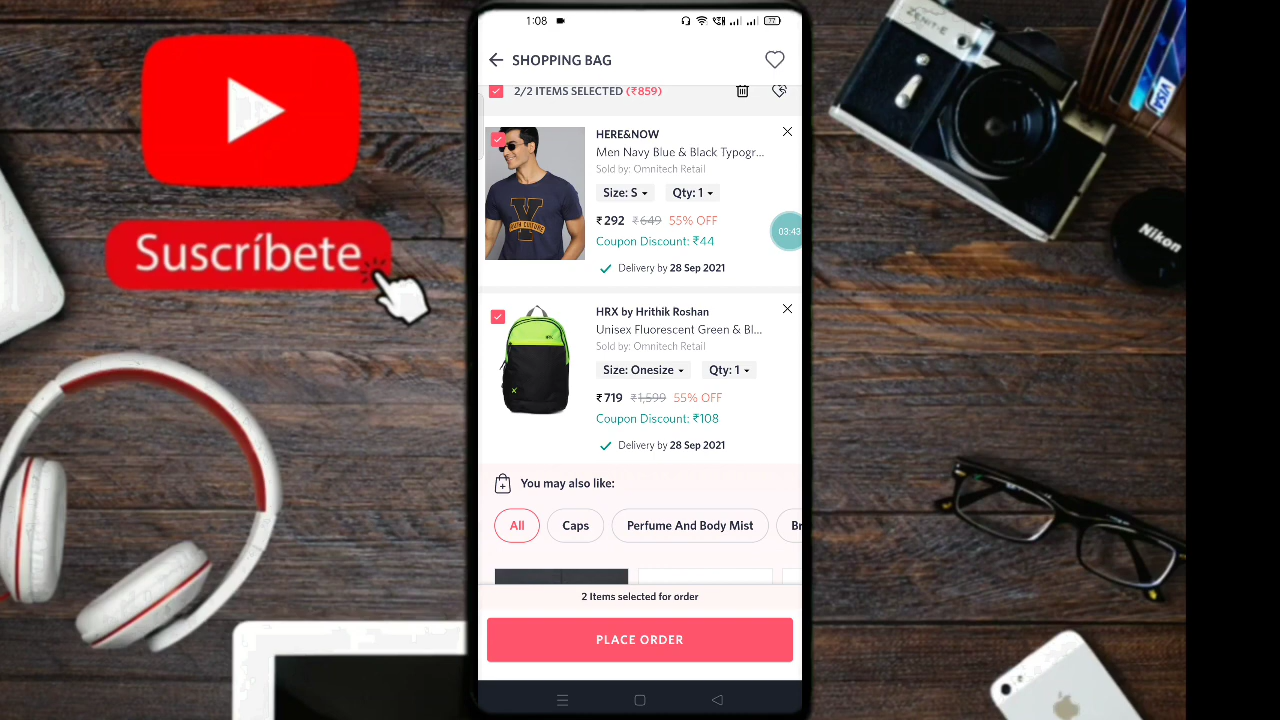 1:08
77
SHOPPING BAG
2/2 ITEMS SELECTED (₹859)
HERE&NOW
Men Navy Blue & Black Typogr...
Sold by: Omnitech Retail
Size: S Qty: 1
₹292 ₹649 55% OFF
03:43
Coupon Discount: ₹44
Delivery by 28 Sep 2021
HRX by Hrithik Roshan
Unisex Fluorescent Green & Bl...
Sold by: Omnitech Retail
Size: Onesize Qty: 1
₹719 ₹1,599 55% OFF
Coupon Discount: ₹108
Delivery by 28 Sep 2021
You may also like:
All Caps Perfume And Body Mist Br
2 Items selected for order
PLACE ORDER
Suscríbete
ZENIT-E
VISA
Nikon